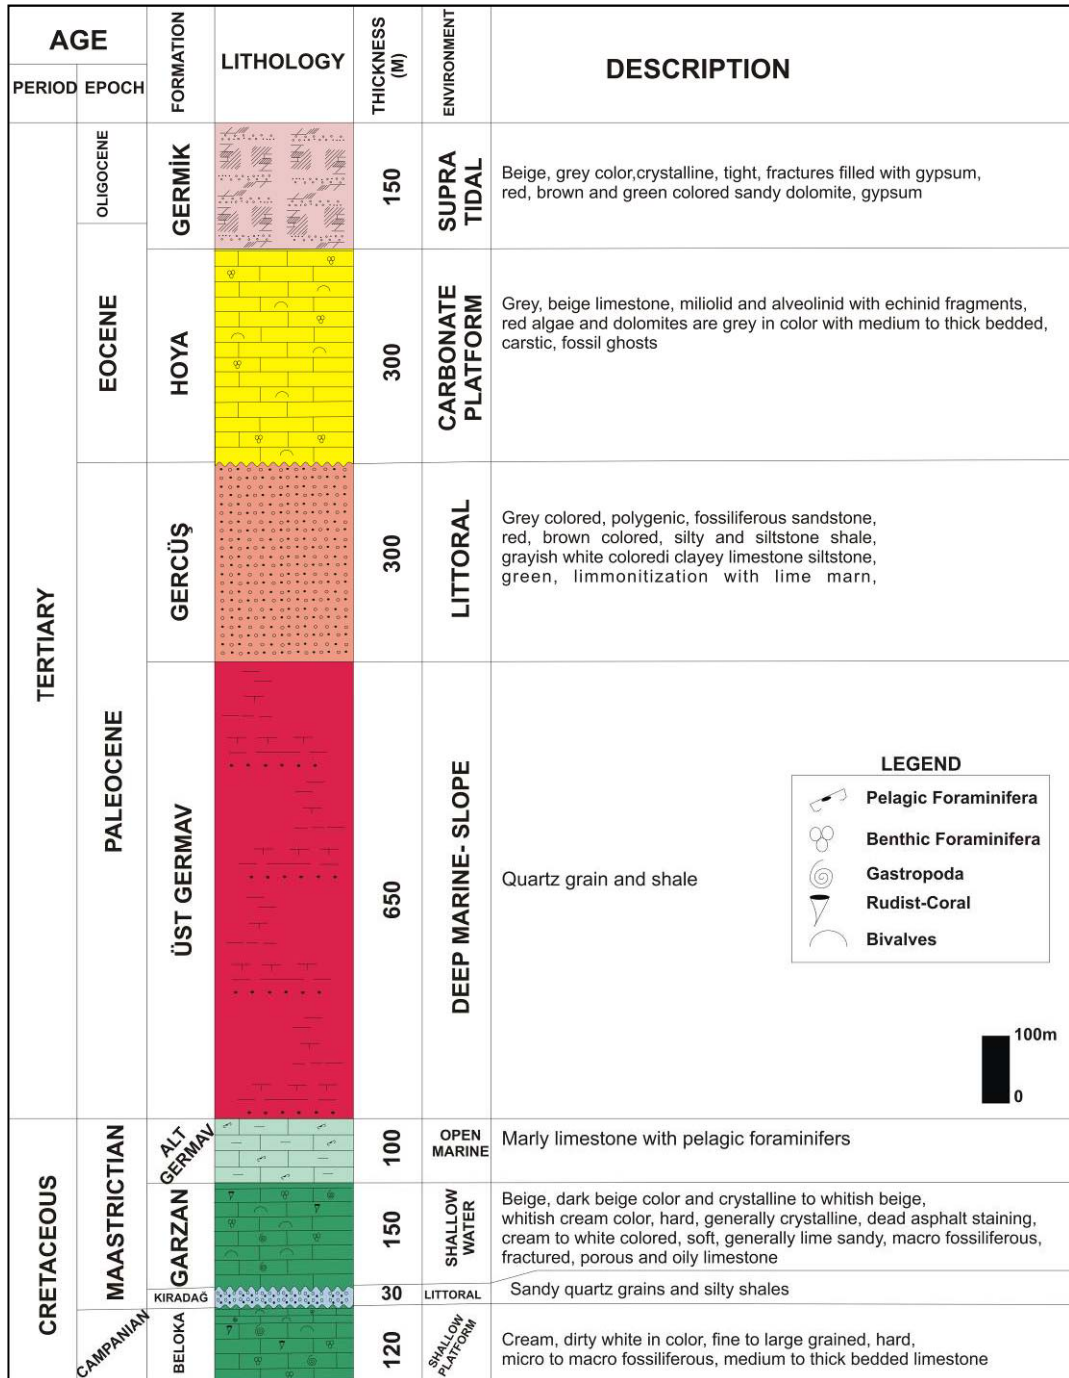 AGE
PERIOD
EPOCH
FORMATION
LITHOLOGY
THICKNESS
(M)
ENVIRONMENT
DESCRIPTION
TERTIARY
OLIGOCENE
GERMİK
150
SUPRA
TIDAL
Beige, grey color,crystalline, tight, fractures filled with gypsum,
red, brown and green colored sandy dolomite, gypsum
EOCENE
HOYA
300
CARBONATE
PLATFORM
Grey, beige limestone, miliolid and alveolinid with echinid fragments,
red algae and dolomites are grey in color with medium to thick bedded,
carstic, fossil ghosts
PALEOCENE
GERCÜŞ
300
LITTORAL
Grey colored, polygenic, fossiliferous sandstone,
red, brown colored, silty and siltstone shale,
grayish white coloredi clayey limestone siltstone,
green, limmonitization with lime marn,
ÜST GERMAV
650
DEEP MARINE- SLOPE
Quartz grain and shale
LEGEND
Pelagic Foraminifera
Benthic Foraminifera
Gastropoda
Rudist-Coral
Bivalves
100m
0
CRETACEOUS
MAASTRICTIAN
ALT
GERMAV
100
OPEN
MARINE
Marly limestone with pelagic foraminifers
GARZAN
150
SHALLOW
WATER
Beige, dark beige color and crystalline to whitish beige,
whitish cream color, hard, generally crystalline, dead asphalt staining,
cream to white colored, soft, generally lime sandy, macro fossiliferous,
fractured, porous and oily limestone
KIRADAĞ
30
LITTORAL
Sandy quartz grains and silty shales
CAMPANIAN
BELOKA
120
SHALLOW
PLATFORM
Cream, dirty white in color, fine to large grained, hard,
micro to macro fossiliferous, medium to thick bedded limestone